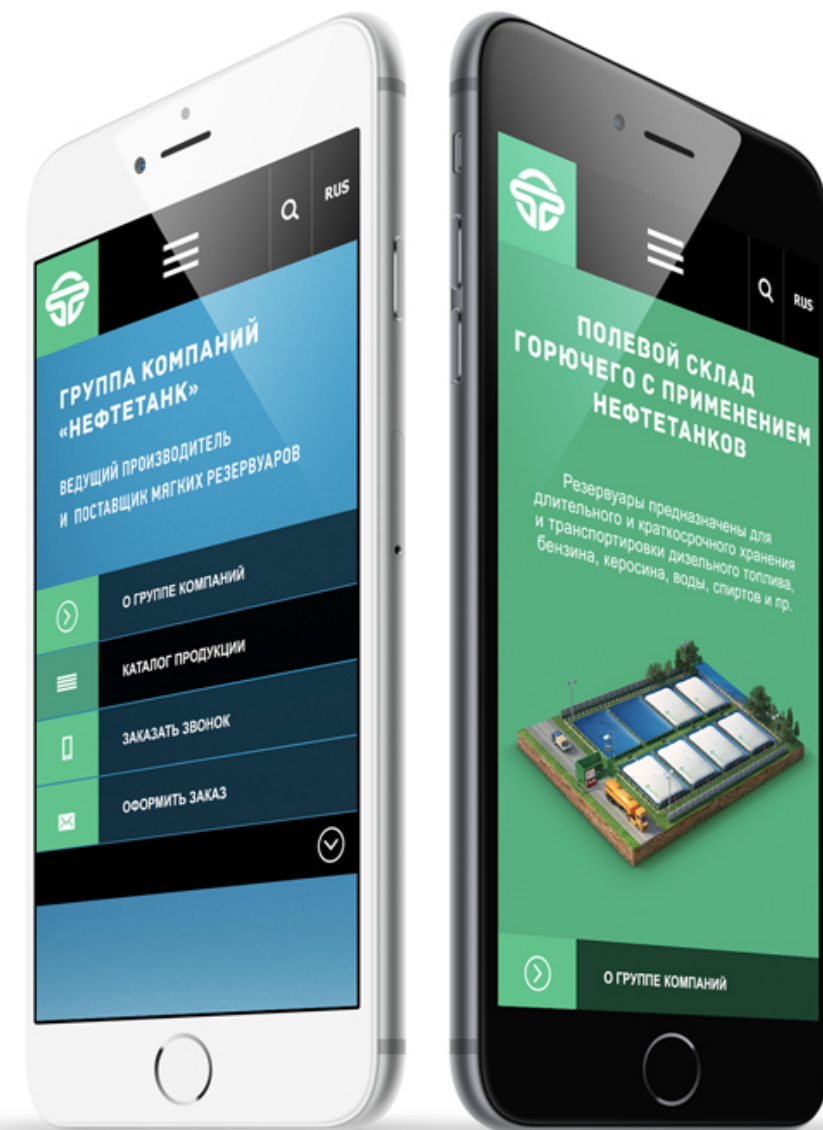 RUS
ГРУППА КОМПАНИЙ
«НЕФТЕТАНК»
ВЕДУЩИЙ ПРОИЗВОДИТЕЛЬ
И ПОСТАВЩИК МЯГКИХ РЕЗЕРВУАРОВ
О ГРУППЕ КОМПАНИЙ
КАТАЛОГ ПРОДУКЦИИ
ЗАКАЗАТЬ ЗВОНОК
ОФОРМИТЬ ЗАКАЗ
RUS
ПОЛЕВОЙ СКЛАД
ГОРЮЧЕГО С ПРИМЕНЕНИЕМ
НЕФТЕТАНКОВ
Резервуары предназначены для
длительного и краткосрочного хранения
и транспортировки дизельного топлива,
бензина, керосина, воды, спиртов и пр.
О ГРУППЕ КОМПАНИЙ